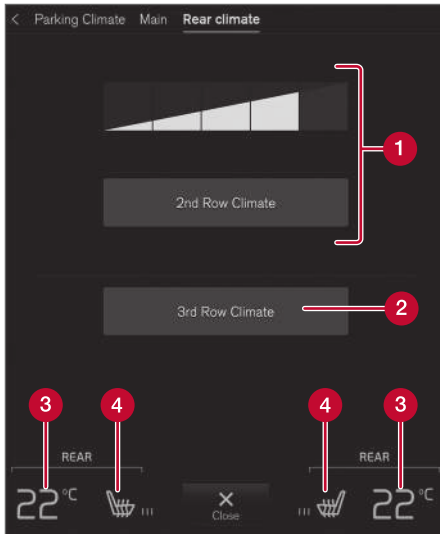 Parking Climate Main Rear climate
1
2nd Row Climate
3rd Row Climate
2
3 4 4 3
REAR REAR
22°C 22°C
Close